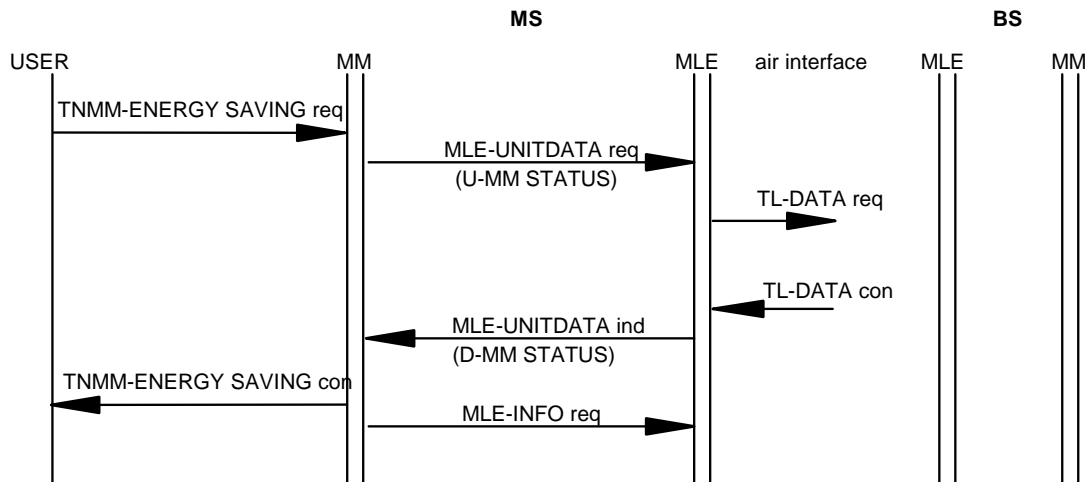 MS BS
USER MM MLE air interface MLE MM
TNMM-ENERGY SAVING req
MLE-UNITDATA req
(U-MM STATUS)
TL-DATA req
TL-DATA con
MLE-UNITDATA ind
(D-MM STATUS)
TNMM-ENERGY SAVING con
MLE-INFO req